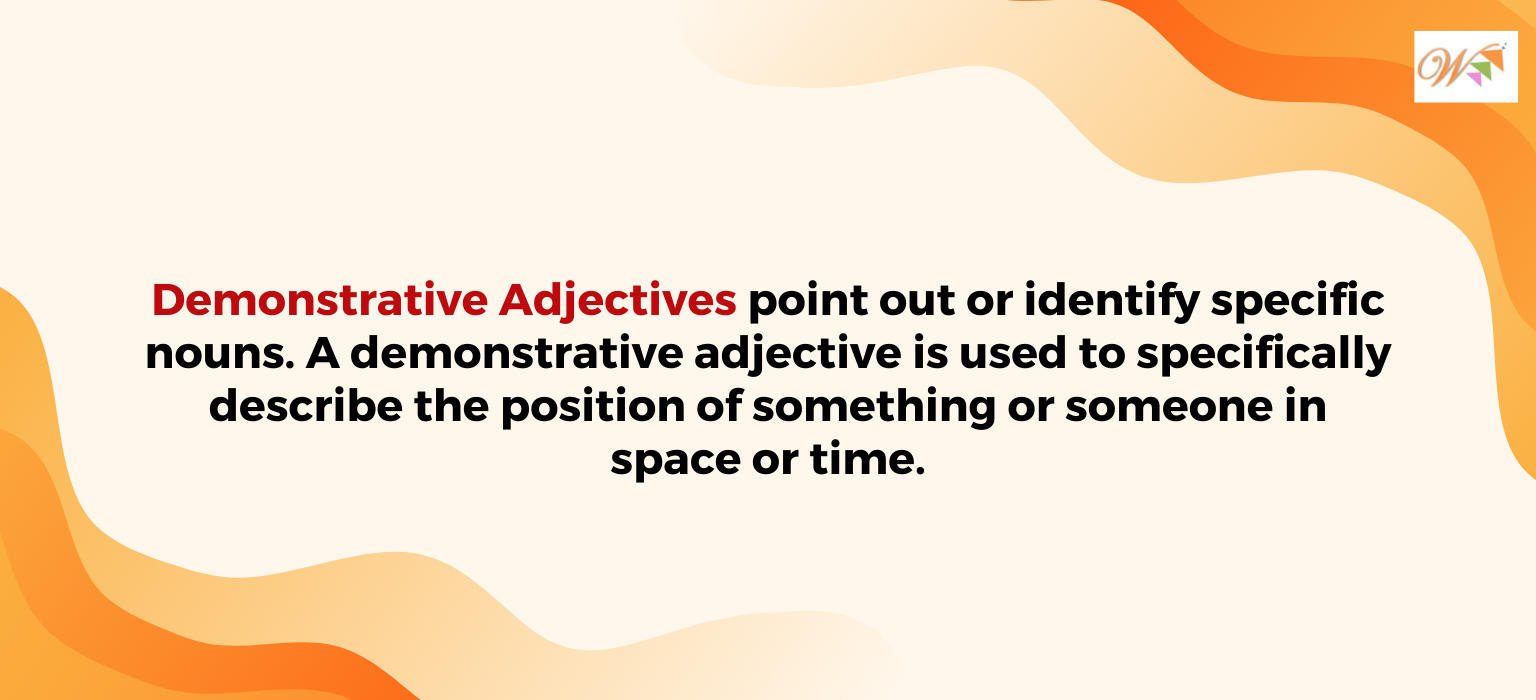 W
Demonstrative Adjectives point out or identify specific
nouns. A demonstrative adjective is used to specifically
describe the position of something or someone in
space or time.